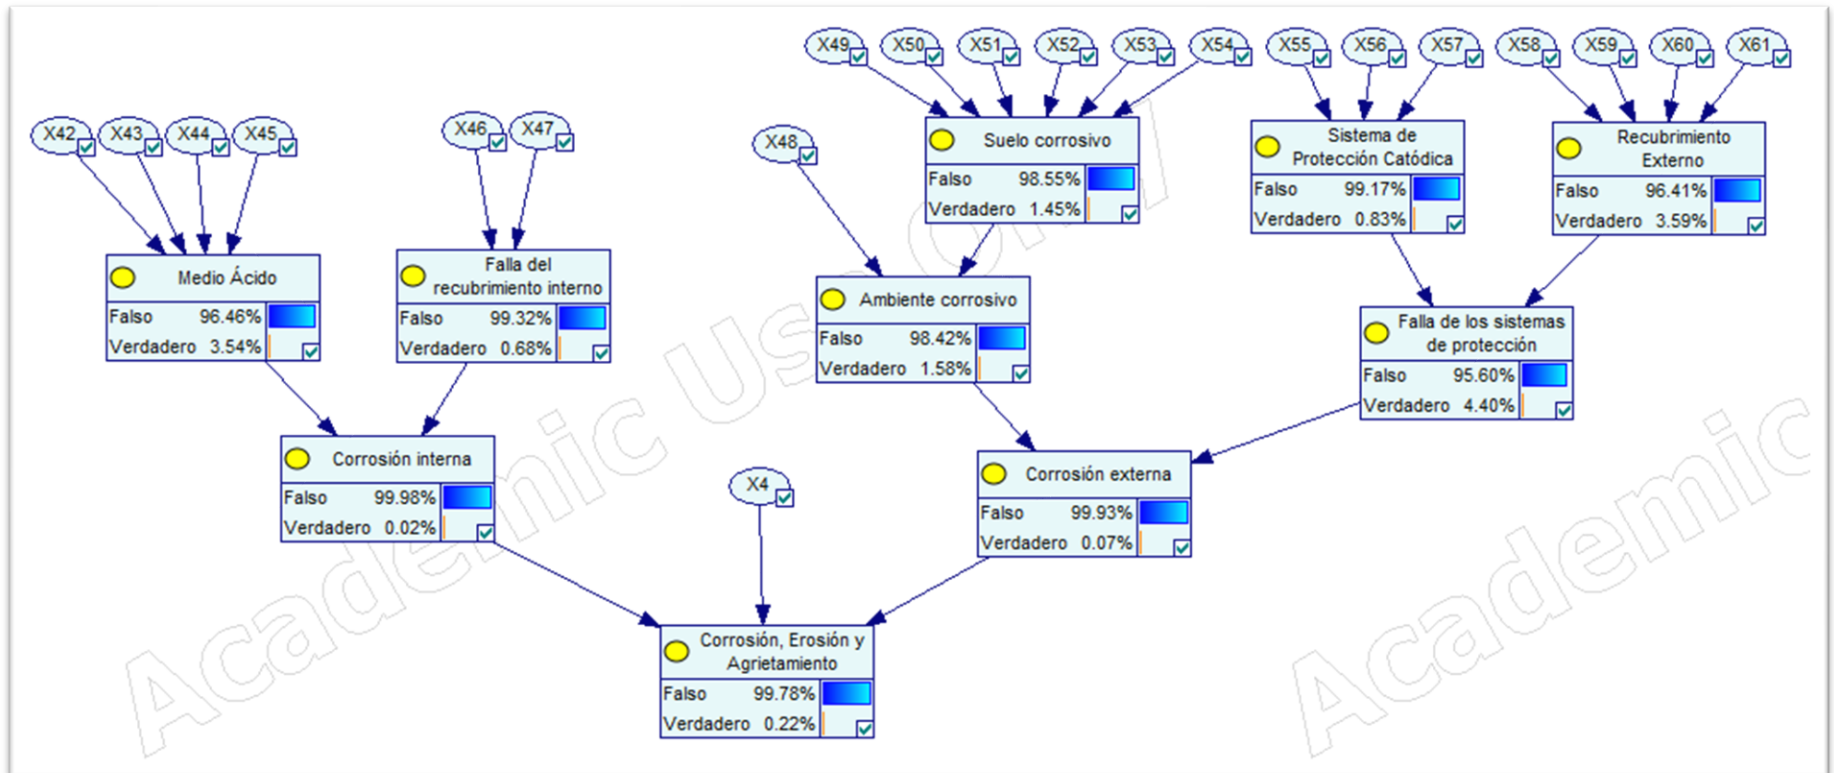 X49
X50
X51
X52
X53
X54
X55
X56
X57
X58
X59
X60
X61
X42
X43
X44
X45
X46
X47
X48
Suelo corrosivo
Falso 98.55%
Verdadero 1.45%
Sistema de
Protección Catódica
Falso 99.17%
Verdadero 0.83%
Recubrimiento
Externo
Falso 96.41%
Verdadero 3.59%
Medio Ácido
Falso 96.46%
Verdadero 3.54%
Falla del
recubrimiento interno
Falso 99.32%
Verdadero 0.68%
Ambiente corrosivo
Falso 98.42%
Verdadero 1.58%
Falla de los sistemas
de protección
Falso 95.60%
Verdadero 4.40%
Corrosión interna
Falso 99.98%
Verdadero 0.02%
X4
Corrosión externa
Falso 99.93%
Verdadero 0.07%
Corrosión, Erosión y
Agrietamiento
Falso 99.78%
Verdadero 0.22%
Academic Use Only
Academic